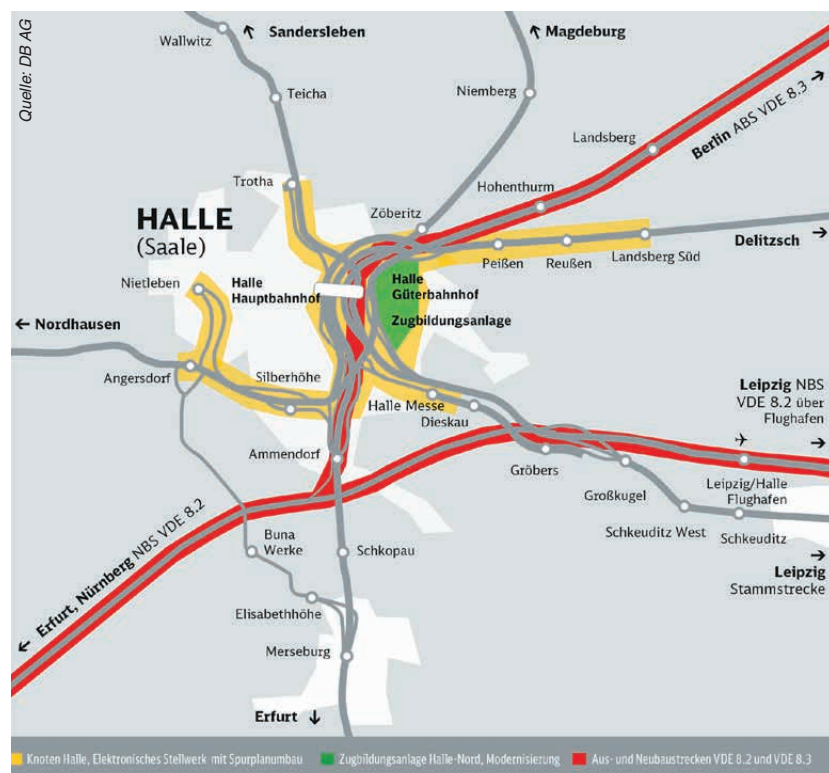 Quelle: DB AG
Wallwitz
Sandersleben
Magdeburg
Teicha
Niemberg
Landsberg
Berlin ABS VDE 8.3
Trotha
Hohenthurm
HALLE
(Saale)
Zöberitz
Delitzsch
Peißen
Reußen
Landsberg Süd
Nietleben
Halle
Hauptbahnhof
Halle
Güterbahnhof
Zugbildungsanlage
Nordhausen
Angersdorf
Silberhöhe
Halle Messe
Dieskau
Leipzig NBS
VDE 8.2 über
Flughafen
Ammendorf
Gröbers
Leipzig/Halle
Flughafen
Großkugel
Schkeuditz West
Schkeuditz
Erfurt, Nürnberg NBS VDE 8.2
Buna
Werke
Schkopau
Leipzig
Stammstrecke
Elisabethhöhe
Merseburg
Erfurt
Knoten Halle, Elektronisches Stellwerk mit Spurplanumbau
Zugbildungsanlage Halle-Nord, Modernisierung
Aus- und Neubaustrecken VDE 8.2 und VDE 8.3